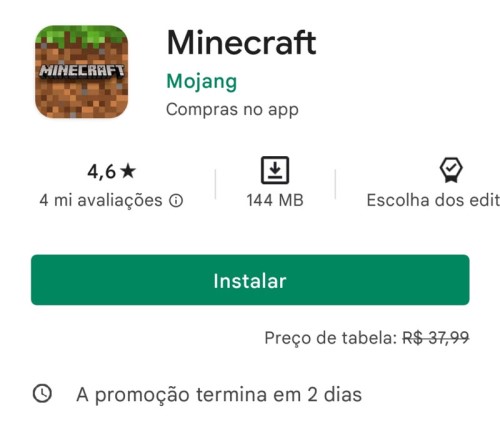 Minecraft
MINECRAFT
Mojang
Compras no app
4,6★
4 mi avaliações
144 MB
Escolha dos edit
Instalar
Preço de tabela: R$ 37,99
A promoção termina em 2 dias